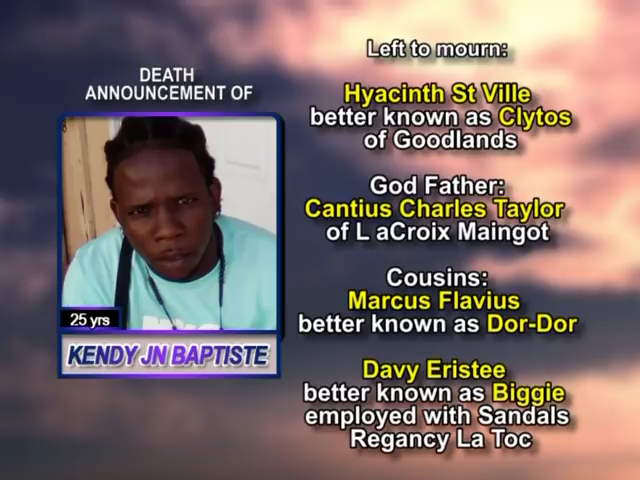 DEATH
ANNOUNCEMENT OF
25 yrs
KENDY JN BAPTISTE
Left to mourn:
Hyacinth St Ville
better known as Clytos
of Goodlands
God Father:
Cantius Charles Taylor
of L aCroix Maingot
Cousins:
Marcus Flavius
better known as Dor-Dor
Davy Eristee
better known as Biggie
employed with Sandals
Regancy La Toc